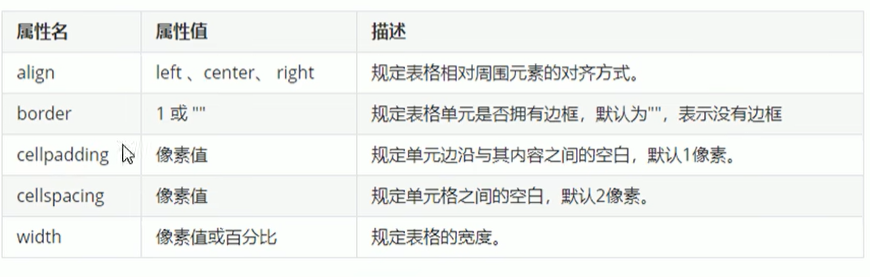 属性名 属性值 描述
align left 、center、 right 规定表格相对周围元素的对齐方式。
border 1 或 "" 规定表格单元是否拥有边框，默认为""，表示没有边框
cellpadding 像素值 规定单元边沿与其内容之间的空白，默认1像素。
cellspacing 像素值 规定单元格之间的空白，默认2像素。
width 像素值或百分比 规定表格的宽度。